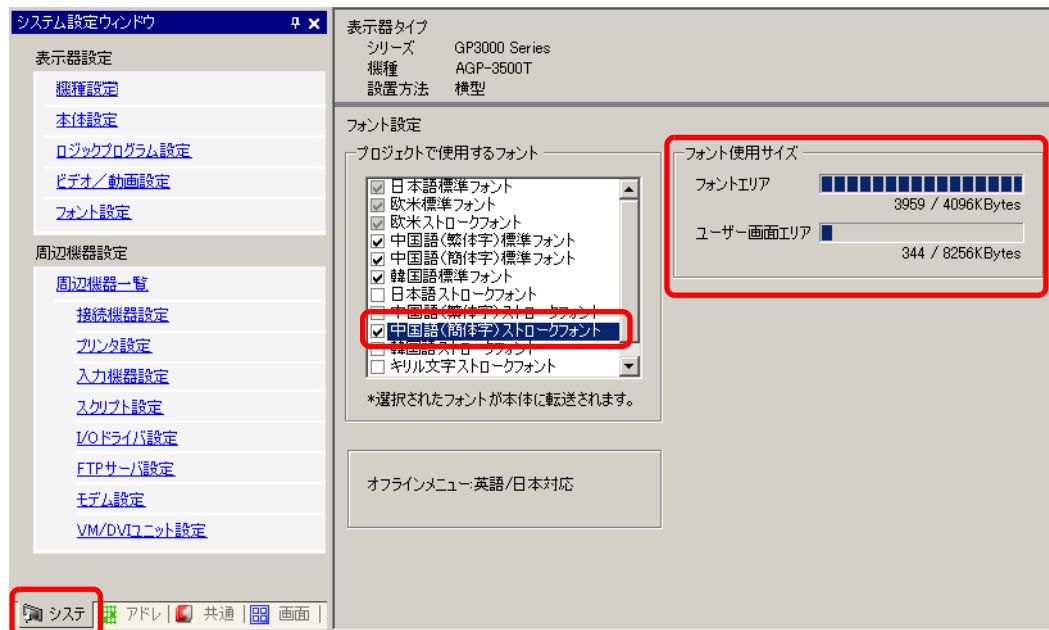 システム設定ウィンドウ
表示器設定
機種設定
本体設定
ロジックプログラム設定
ビデオ／動画設定
フォント設定
周辺機器設定
周辺機器一覧
接続機器設定
プリンタ設定
入力機器設定
スクリプト設定
I/Oドライバ設定
FTPサーバ設定
モデム設定
VM/DVIユニット設定
システ
アドレ
共通
画面
表示器タイプ
シリーズ GP3000 Series
機種 AGP-3500T
設置方法 横型
フォント設定
プロジェクトで使用するフォント
日本語標準フォント
欧米標準フォント
欧米ストロークフォント
中国語(繁体字)標準フォント
中国語(簡体字)標準フォント
韓国語標準フォント
日本語ストロークフォント
中国語(繁体字)ストロークフォント
中国語(簡体字)ストロークフォント
韓国語ストロークフォント
キリル文字ストロークフォント
*選択されたフォントが本体に転送されます。
オフラインメニュー:英語/日本対応
フォント使用サイズ
フォントエリア
3959 / 4096KBytes
ユーザー画面エリア
344 / 8256KBytes